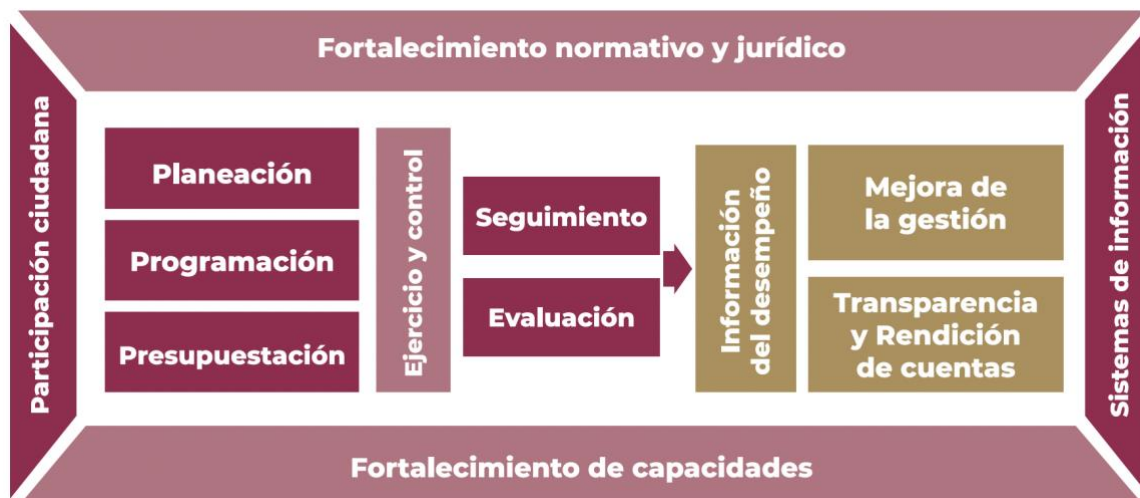 Fortalecimiento normativo y jurídico
Participación ciudadana
Planeación
Programación
Presupuestación
Ejercicio y control
Seguimiento
Evaluación
Información
del desempeño
Mejora de
la gestión
Transparencia
y Rendición
de cuentas
Sistemas de información
Fortalecimiento de capacidades